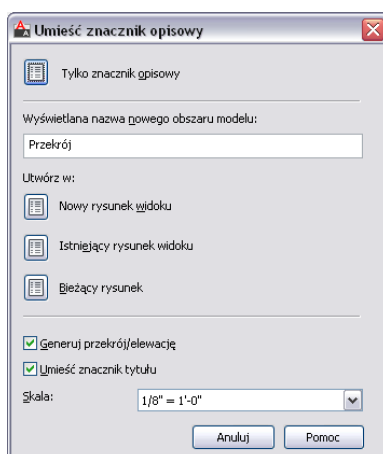 Umieść znacznik opisowy
Tylko znacznik opisowy
Wyświetlana nazwa nowego obszaru modelu:
Przekrój
Utwórz w:
Nowy rysunek widoku
Istniejący rysunek widoku
Bieżący rysunek
Generuj przekrój/elewację
Umieść znacznik tytułu
Skala:
1/8" = 1'-0"
Anuluj
Pomoc